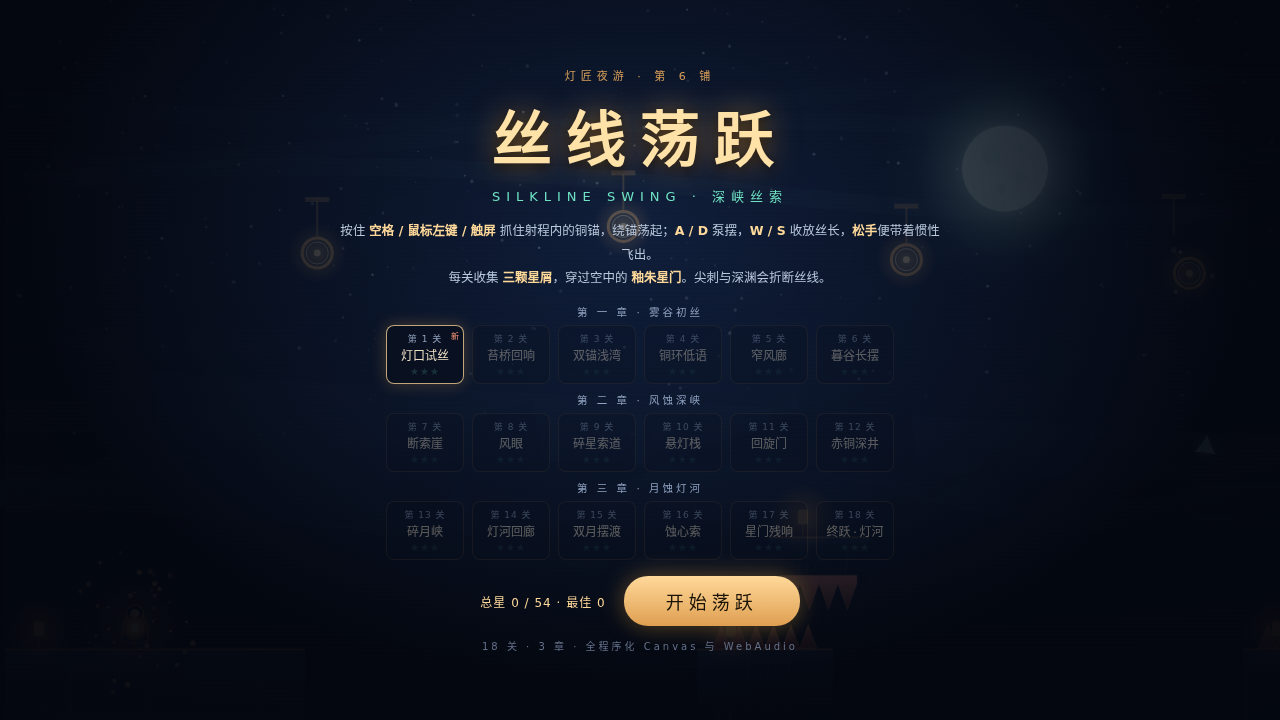 灯匠夜游 · 第 6 铺
丝线荡跃
SILKLINE SWING · 深峡丝索
按住 空格 / 鼠标左键 / 触屏 抓住射程内的铜锚，绕锚荡起；A / D 泵摆，W / S 收放丝长，松手便带着惯性
飞出。
每关收集 三颗星屑，穿过空中的 釉朱星门。尖刺与深渊会折断丝线。
第 一 章 · 雾谷初丝
第 1 关 新 第 2 关 第 3 关 第 4 关 第 5 关 第 6 关
灯口试丝 苔桥回响 双锚浅湾 铜环低语 窄风廊 暮谷长摆
★★★ ★★★ ★★★ ★★★ ★★★ ★★★
第 二 章 · 风蚀深峡
第 7 关 第 8 关 第 9 关 第 10 关 第 11 关 第 12 关
断索崖 风眼 碎星索道 悬灯栈 回旋门 赤铜深井
★★★ ★★★ ★★★ ★★★ ★★★ ★★★
第 三 章 · 月蚀灯河
第 13 关 第 14 关 第 15 关 第 16 关 第 17 关 第 18 关
碎月峡 灯河回廊 双月摆渡 蚀心索 星门残响 终跃 · 灯河
★★★ ★★★ ★★★ ★★★ ★★★ ★★★
总星 0 / 54 · 最佳 0 开始荡跃
18 关 · 3 章 · 全程序化 Canvas 与 WebAudio